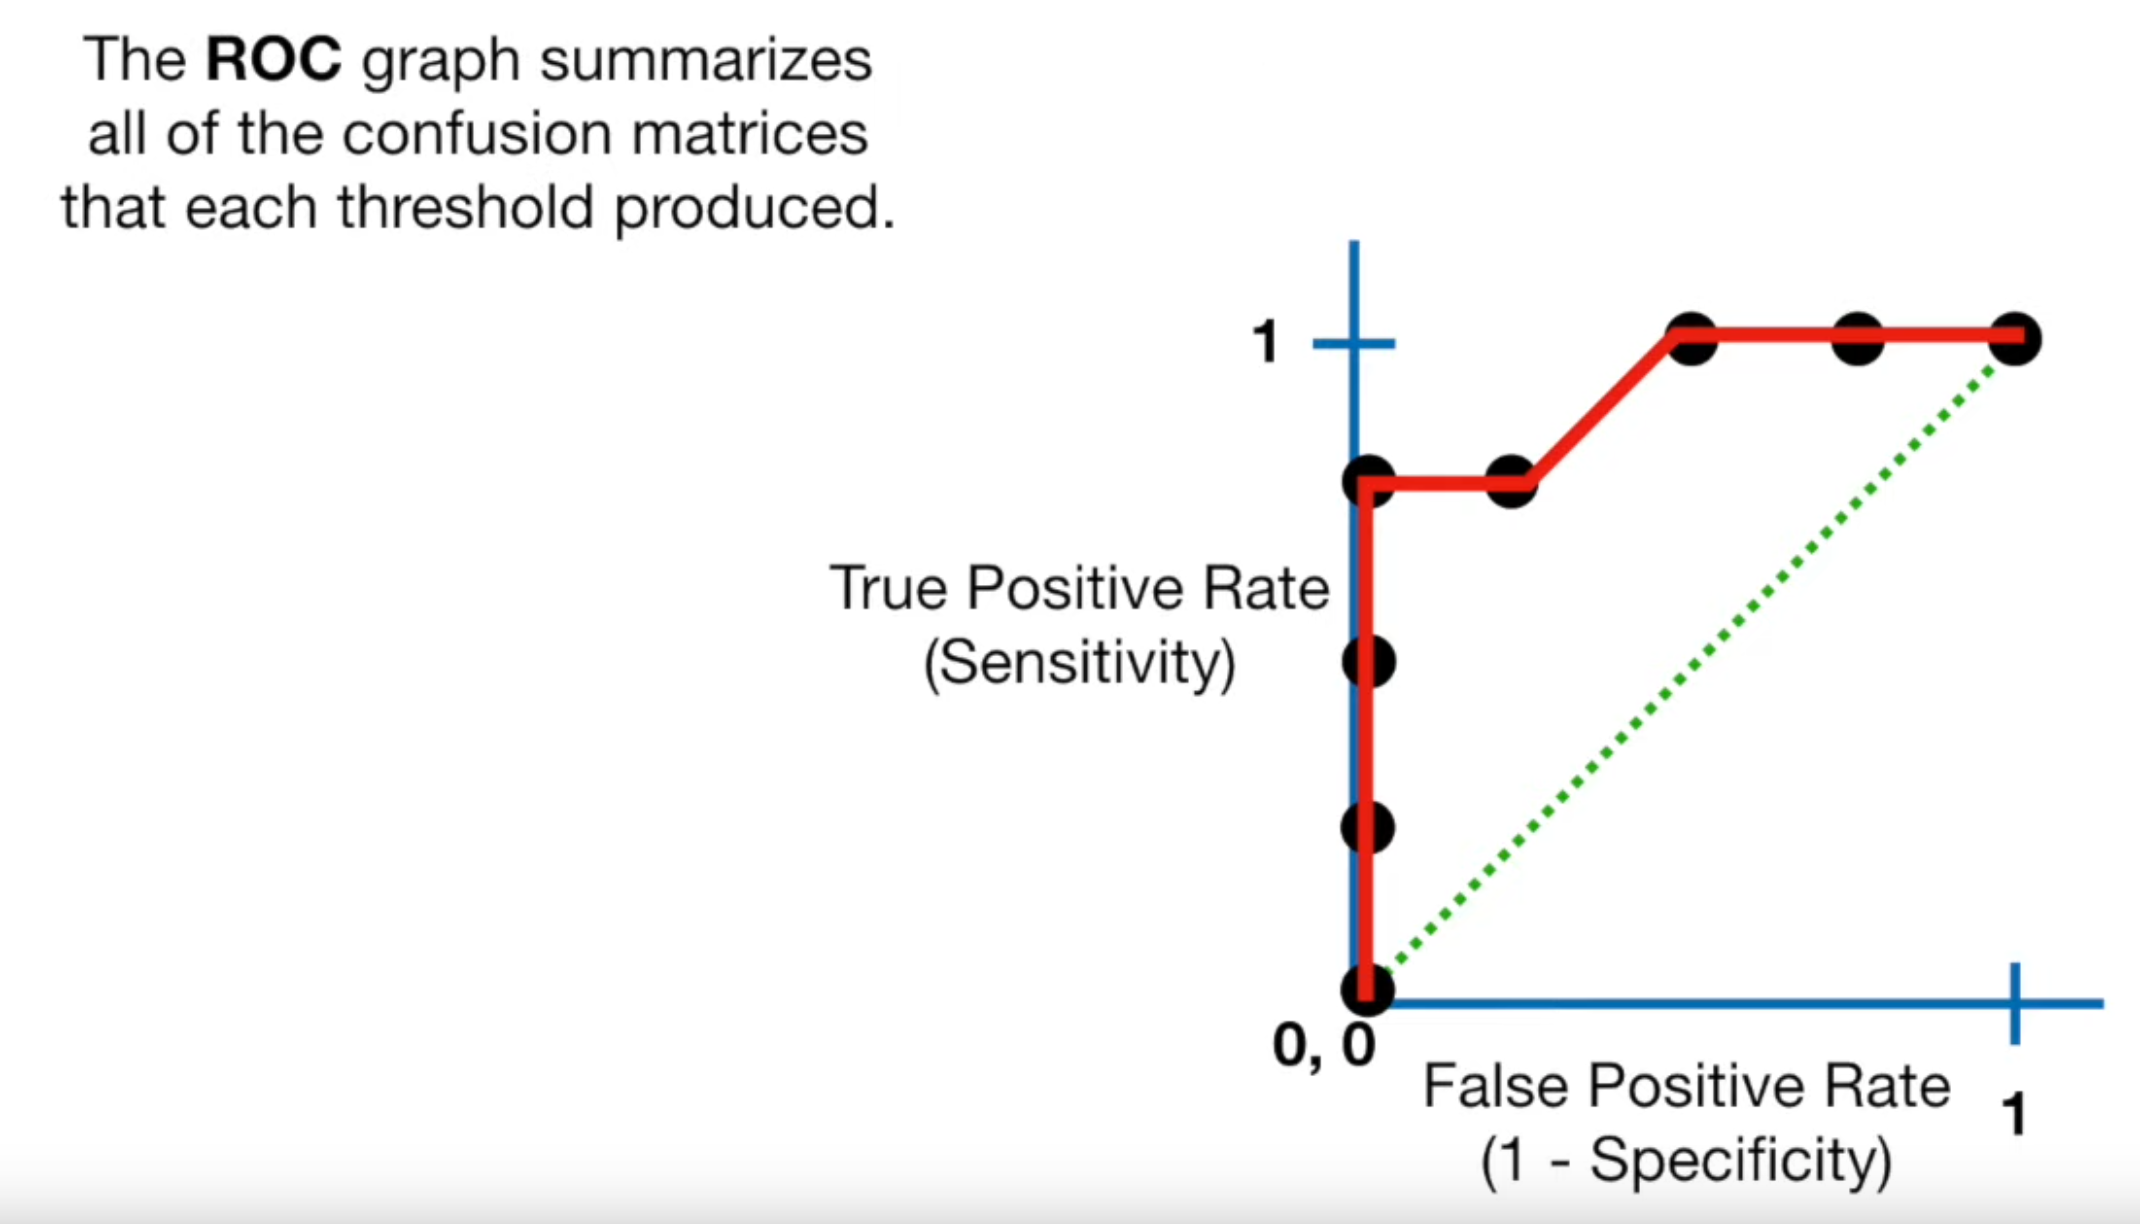 The ROC graph summarizes
all of the confusion matrices
that each threshold produced.
1
True Positive Rate
(Sensitivity)
0, 0
False Positive Rate
(1 - Specificity)
1